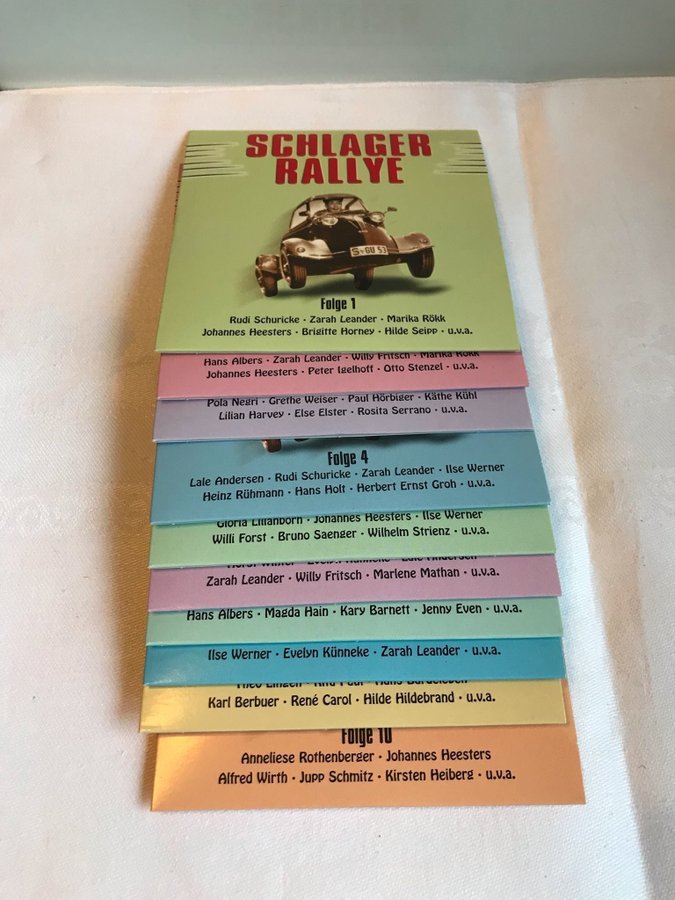 SCHLAGER
RALLYE
S·GU 53
Folge 1
Rudi Schuricke · Zarah Leander · Marika Rökk
Johannes Heesters · Brigitte Horney · Hilde Seipp · u.v.a.
Hans Albers · Zarah Leander · Willy Fritsch · Marika Rökk
Johannes Heesters · Peter Igelhoff · Otto Stenzel · u.v.a.
Pola Negri · Grethe Weiser · Paul Hörbiger · Käthe Kühl
Lilian Harvey · Else Elster · Rosita Serrano · u.v.a.
Folge 4
Lale Andersen · Rudi Schuricke · Zarah Leander · Ilse Werner
Heinz Rühmann · Hans Holt · Herbert Ernst Groh · u.v.a.
Gloria Lilianborn · Johannes Heesters · Ilse Werner
Willi Forst · Bruno Saenger · Wilhelm Strienz · u.v.a.
Zarah Leander · Willy Fritsch · Marlene Mathan · u.v.a.
Hans Albers · Magda Hain · Kary Barnett · Jenny Even · u.v.a.
Ilse Werner · Evelyn Künneke · Zarah Leander · u.v.a.
Karl Berbuer · René Carol · Hilde Hildebrand · u.v.a.
Folge 10
Anneliese Rothenberger · Johannes Heesters
Alfred Wirth · Jupp Schmitz · Kirsten Heiberg · u.v.a.